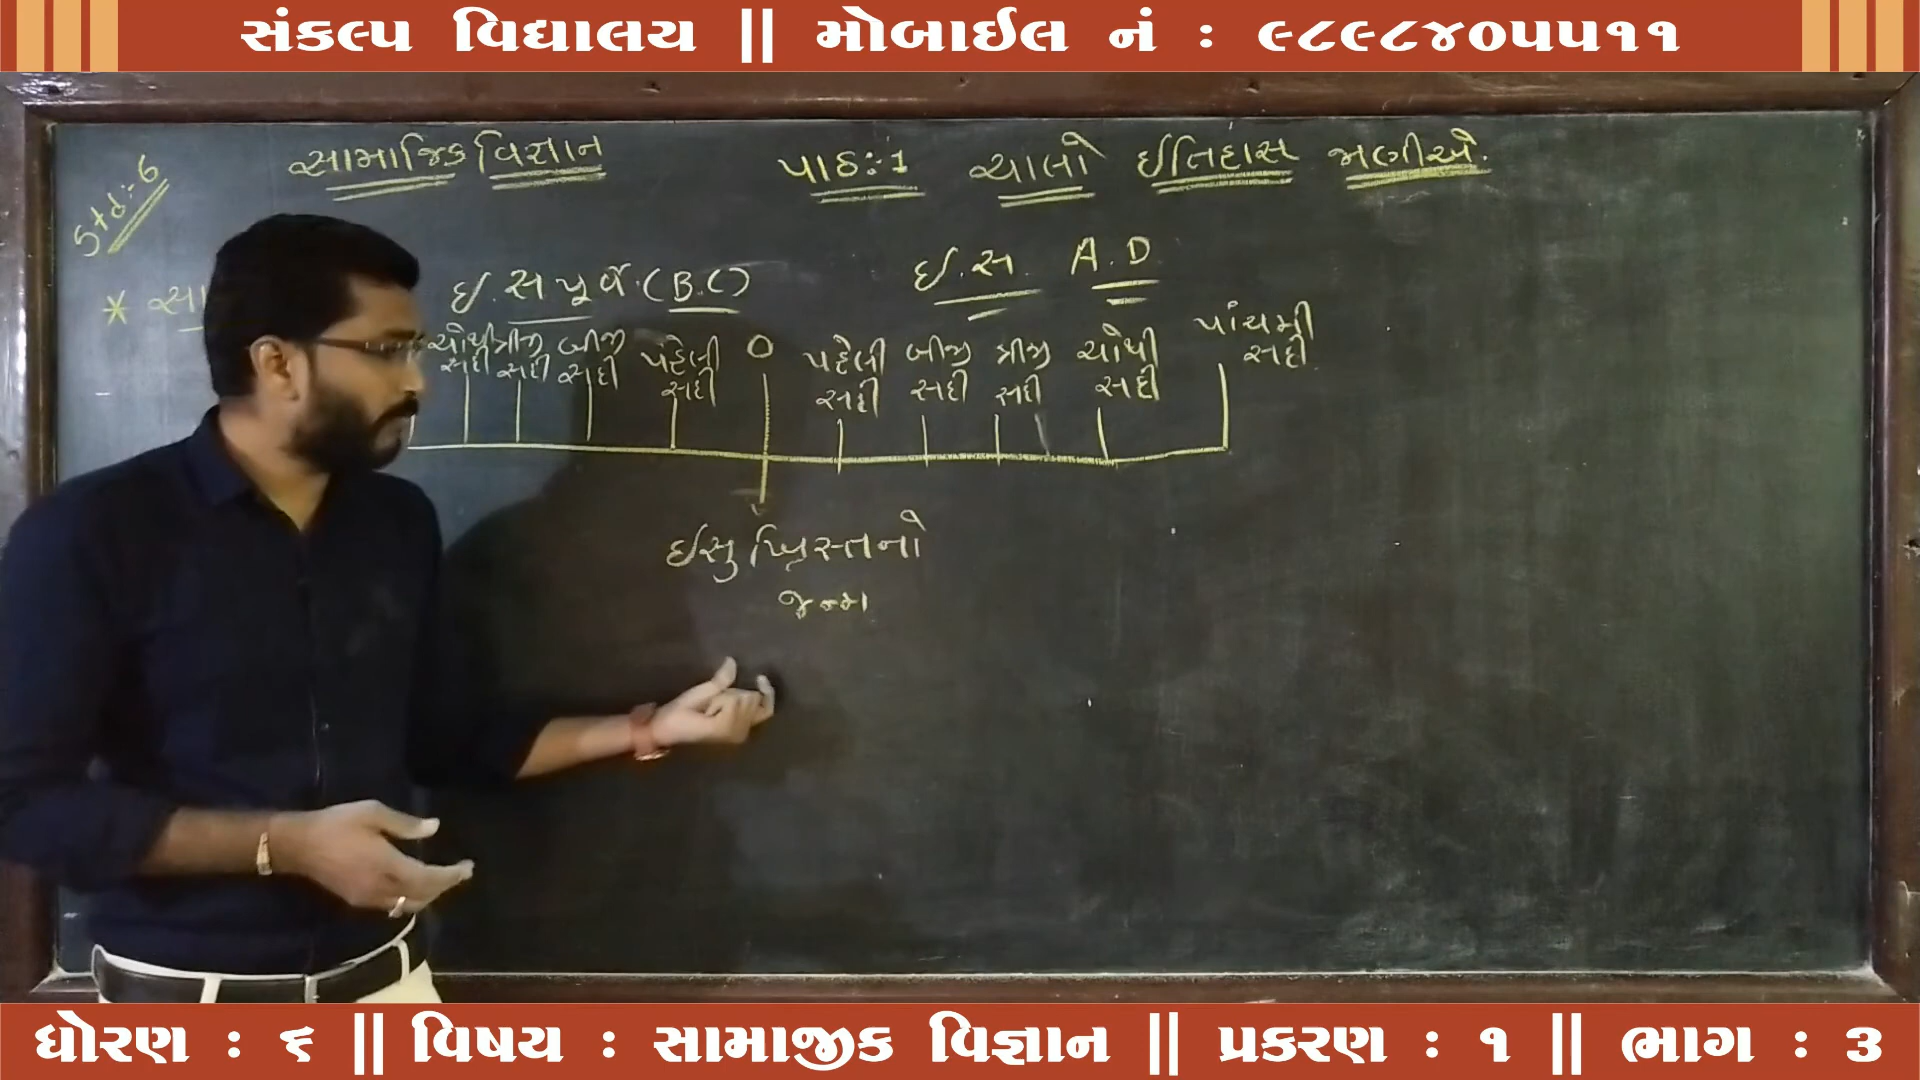 સંકલ્પ વિદ્યાલય || મોબાઈલ નં : ૯૮૯૮૪૦૫૫૧૧
Std:-6
સામાજિક વિજ્ઞાન
પાઠઃ-1 ચાલો ઈતિહાસ જાણીએ.
*
ઈ.સ પૂર્વે.(B.C)
ઈ.સ. A.D
ચોથી સદી
ત્રીજી સદી
બીજી સદી
પહેલી સદી
0
પહેલી સદી
બીજી સદી
ત્રીજી સદી
ચોથી સદી
પાંચમી સદી
ઈસુ ખ્રિસ્તનો
જન્મ
ધોરણ : ૬ || વિષય : સામાજીક વિજ્ઞાન || પ્રકરણ : ૧ || ભાગ : 3